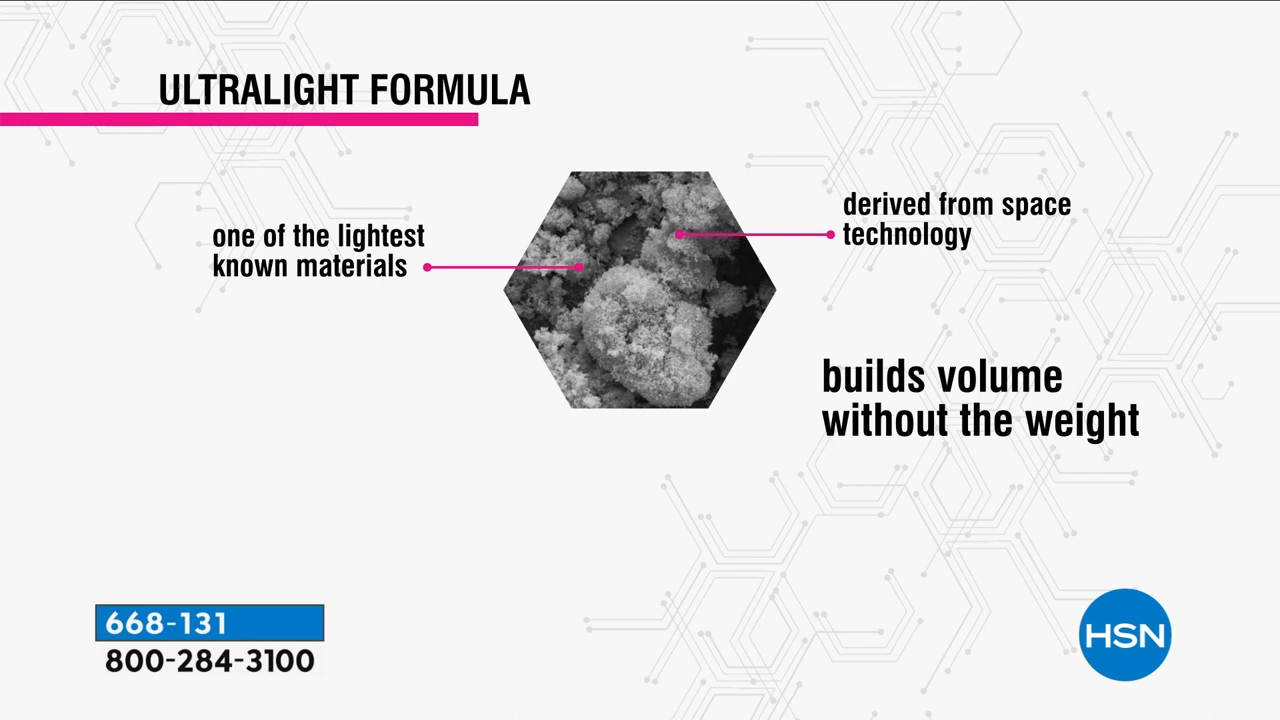 ULTRALIGHT FORMULA
one of the lightest
known materials
derived from space
technology
builds volume
without the weight
668-131
800-284-3100
HSN